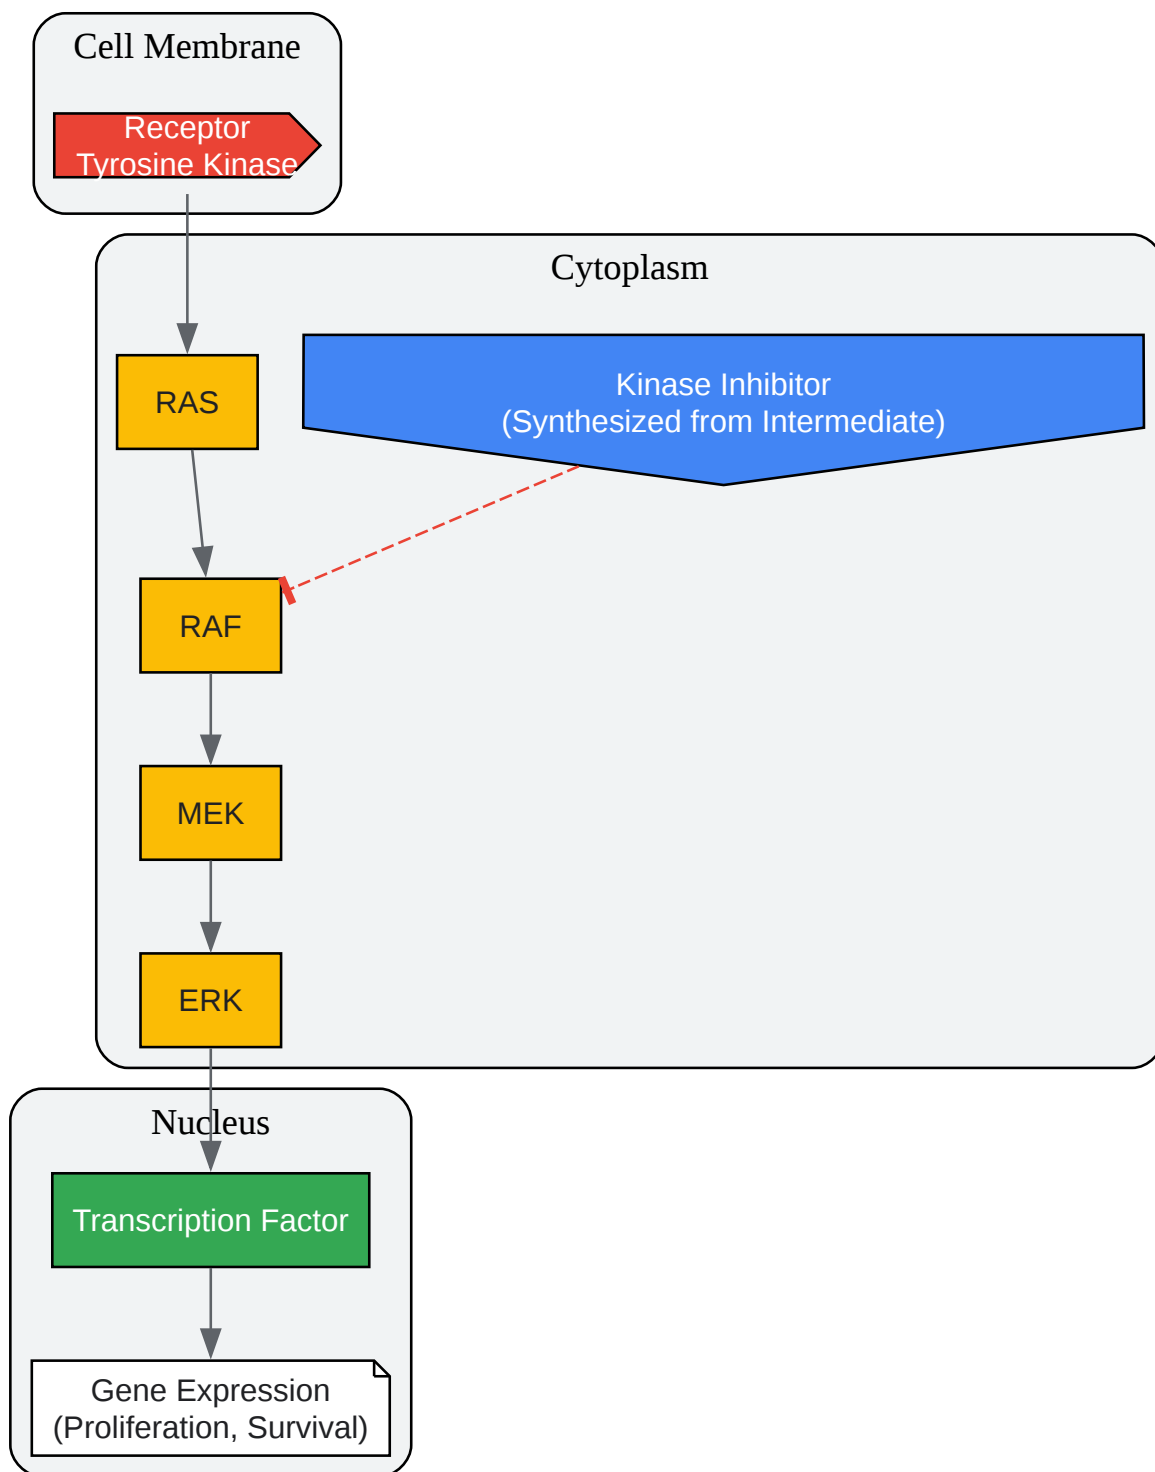 Cell Membrane
Receptor
Tyrosine Kinase
Cytoplasm
Kinase Inhibitor
(Synthesized from Intermediate)
RAS
RAF
MEK
ERK
Nucleus
Transcription Factor
Gene Expression
(Proliferation, Survival)